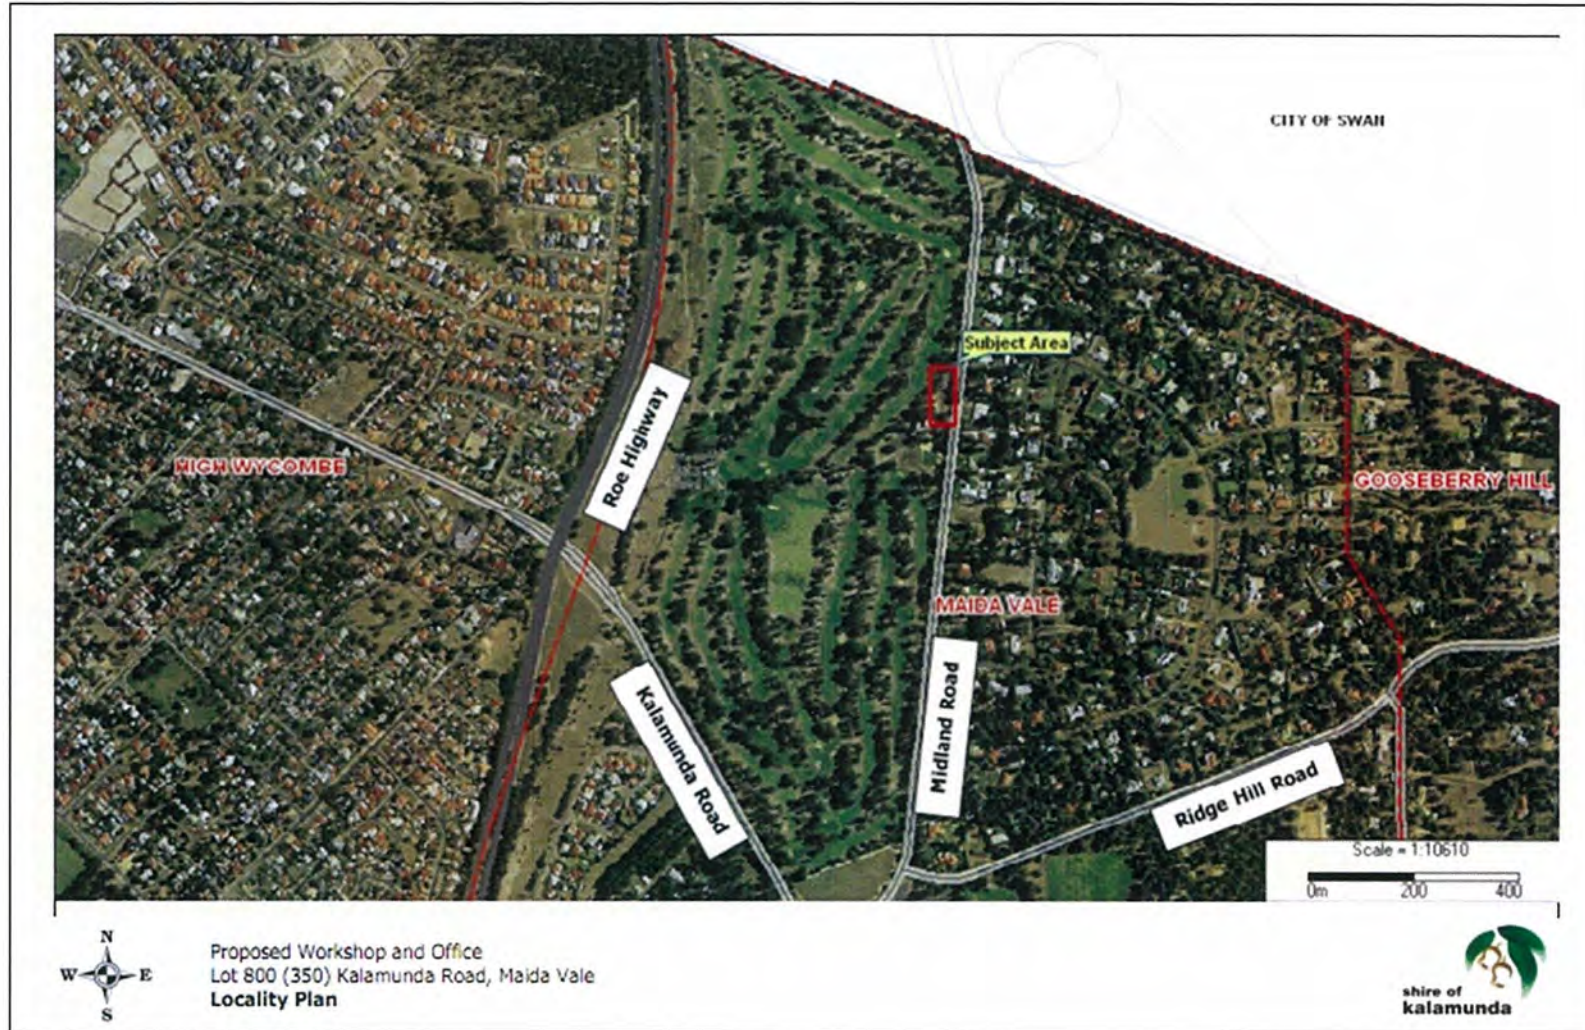 CITY OF SWAN
Subject Area
Roe Highway
HIGH WYCOMBE
GOOSEBERRY HILL
MAIDA VALE
Midland Road
Kalamunda Road
Ridge Hill Road
Scale = 1:10610
0m 200 400
N
W E
S
Proposed Workshop and Office
Lot 800 (350) Kalamunda Road, Maida Vale
Locality Plan
shire of
kalamunda